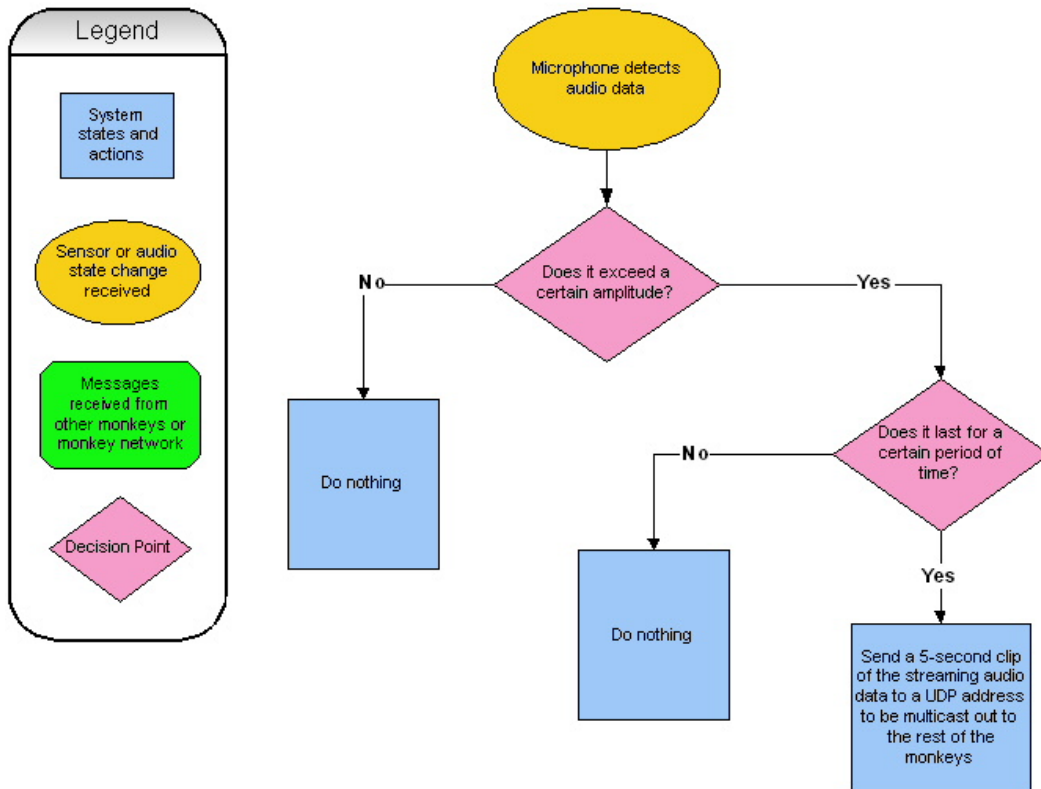 Legend
System
states and
actions
Sensor or audio
state change
received
Messages
received from
other monkeys or
monkey network
Decision Point
Microphone detects
audio data
Does it exceed a
certain amplitude?
No
Yes
Do nothing
Does it last for a
certain period of
time?
No
Yes
Do nothing
Send a 5-second clip
of the streaming audio
data to a UDP address
to be multicast out to
the rest of the
monkeys